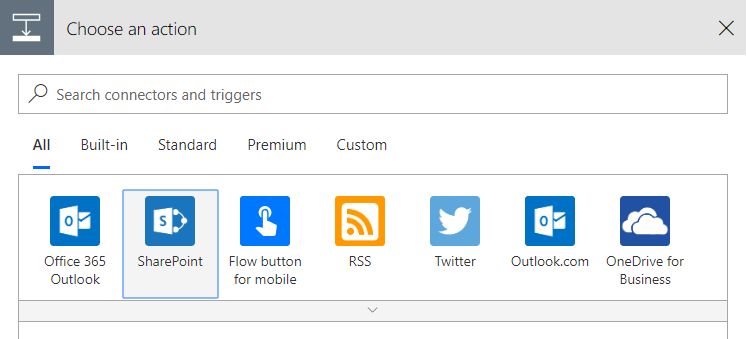 Choose an action
Search connectors and triggers
All Built-in Standard Premium Custom
Office 365 Outlook
SharePoint
Flow button for mobile
RSS
Twitter
Outlook.com
OneDrive for Business